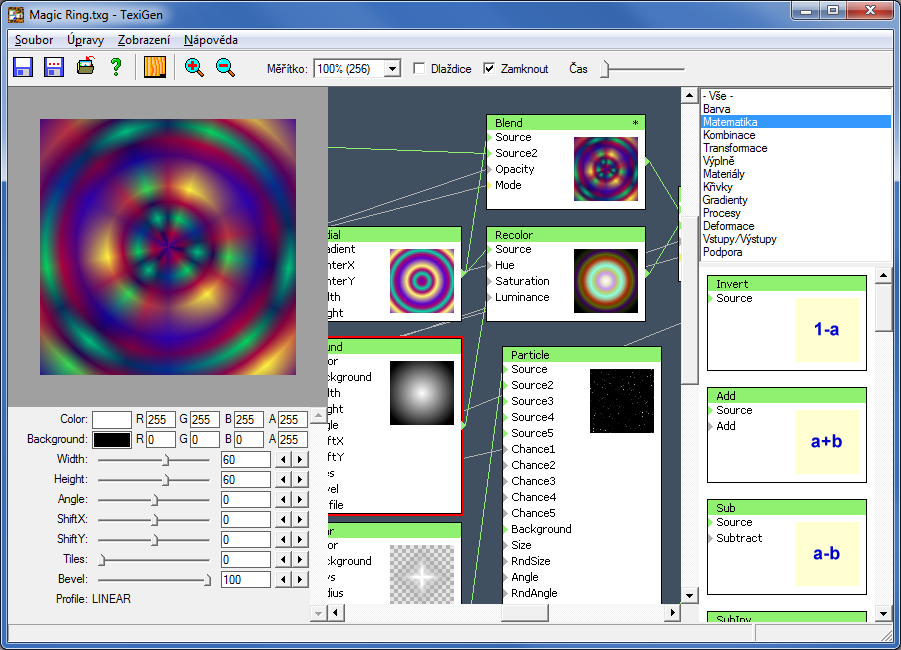 Magic Ring.txg - TexiGen
Soubor Úpravy Zobrazení Nápověda
Měřítko: 100% (256) Dlaždice Zamknout Čas
Color: R 255 G 255 B 255 A 255
Background: R 0 G 0 B 0 A 255
Width: 60
Height: 60
Angle: 0
ShiftX: 0
ShiftY: 0
Tiles: 0
Bevel: 100
Profile: LINEAR
Blend *
Source
Source2
Opacity
Mode
dial
adient
nterX
nterY
dth
ght
Recolor
Source
Hue
Saturation
Luminance
und
or
ckground
dth
ght
gle
iftX
iftY
es
vel
file
Particle
Source
Source2
Source3
Source4
Source5
Chance1
Chance2
Chance3
Chance4
Chance5
Background
Size
RndSize
Angle
RndAngle
ar
or
ckground
ys
dius
- Vše -
Barva
Matematika
Kombinace
Transformace
Výplně
Materiály
Křivky
Gradienty
Procesy
Deformace
Vstupy/Výstupy
Podpora
Invert
Source
1-a
Add
Source
Add
a+b
Sub
Source
Subtract
a-b
SubInv